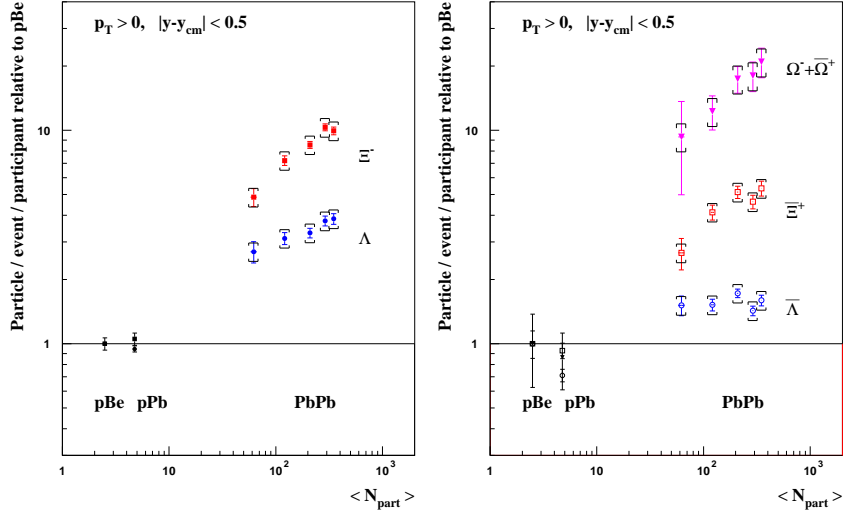 Particle / event / participant relative to pBe
p_T > 0, |y-y_cm| < 0.5
10
1
Ξ⁻
Λ
pBe pPb PbPb
1 10 10² 10³
< N_part >
Particle / event / participant relative to pBe
p_T > 0, |y-y_cm| < 0.5
10
1
Ω⁻+Ω̅⁺
Ξ̅⁺
Λ̅
pBe pPb PbPb
1 10 10² 10³
< N_part >